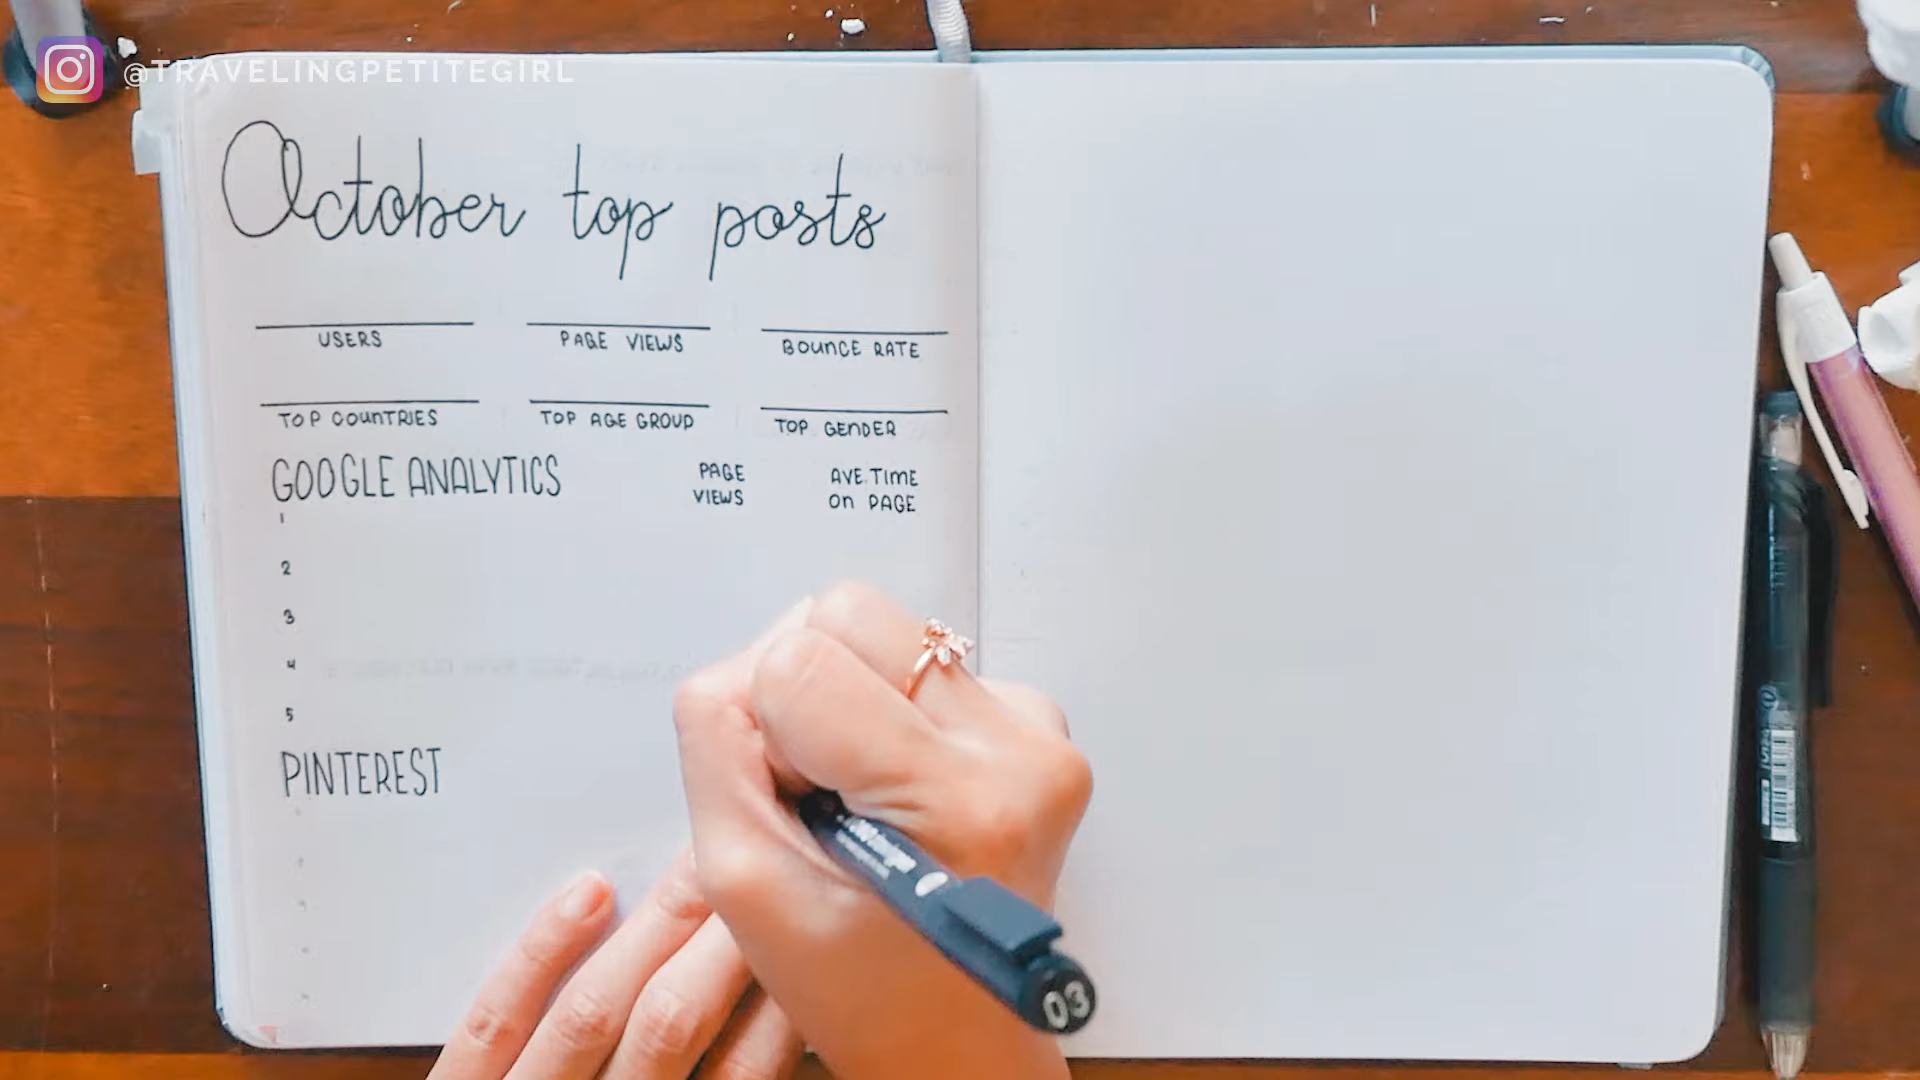 @TRAVELINGPETITEGIRL
October top posts
USERS
PAGE VIEWS
BOUNCE RATE
TOP COUNTRIES
TOP AGE GROUP
TOP GENDER
GOOGLE ANALYTICS
PAGE
VIEWS
AVE. TIME
ON PAGE
1
2
3
4
5
PINTEREST
03